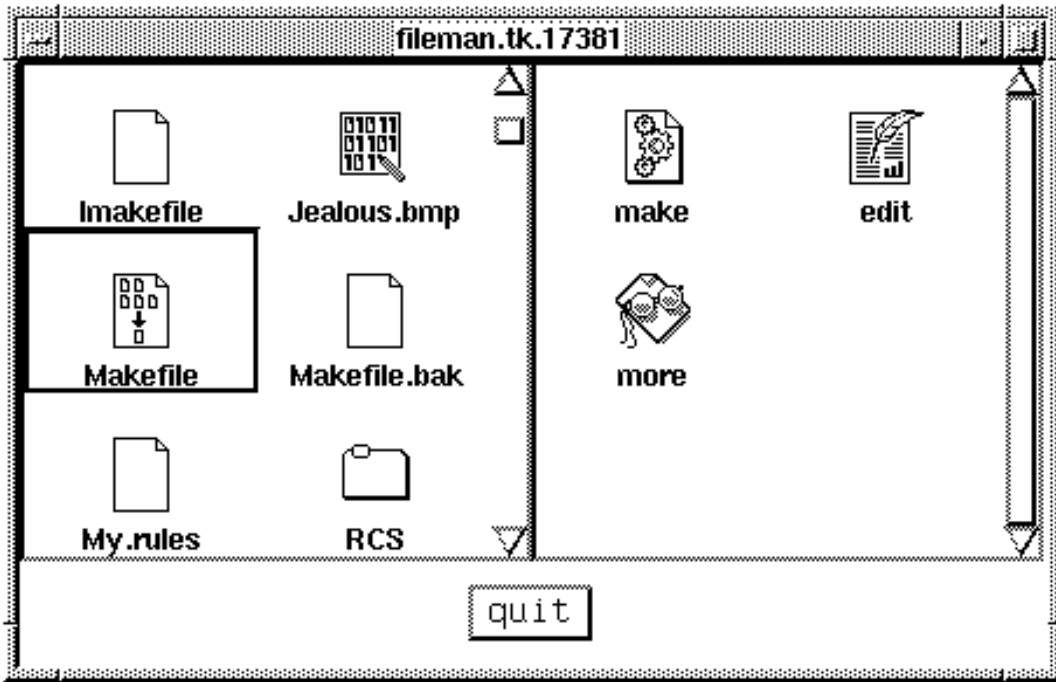 fileman.tk.17381
Imakefile Jealous.bmp make edit
Makefile Makefile.bak more
My.rules RCS
quit